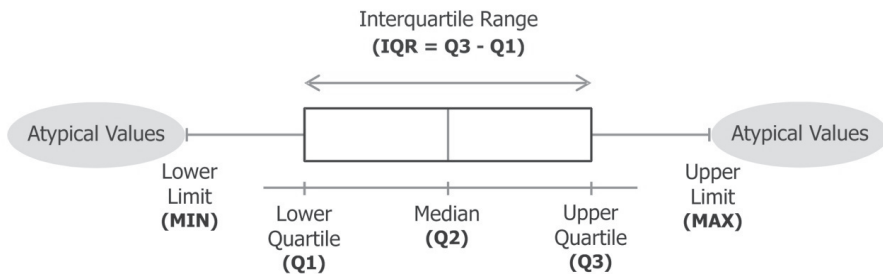 Interquartile Range
(IQR = Q3 - Q1)
Atypical Values
Atypical Values
Lower
Limit
(MIN)
Upper
Limit
(MAX)
Lower
Quartile
(Q1)
Median
(Q2)
Upper
Quartile
(Q3)